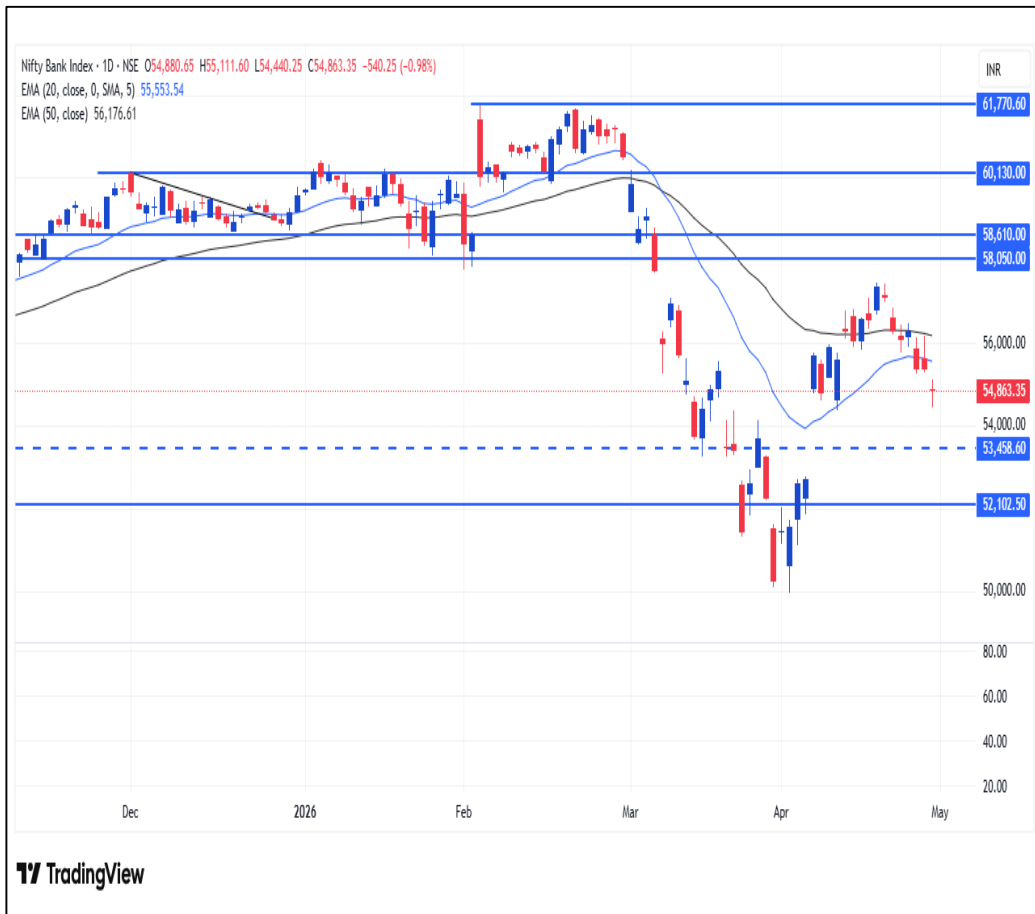 Nifty Bank Index · 1D · NSE O54,880.65 H55,111.60 L54,440.25 C54,863.35 −540.25 (−0.98%)
EMA (20, close, 0, SMA, 5) 55,553.54
EMA (50, close) 56,176.61
INR
61,770.60
60,130.00
58,610.00
58,050.00
56,000.00
54,863.35
54,000.00
53,458.60
52,102.50
50,000.00
80.00
60.00
40.00
20.00
Dec 2026 Feb Mar Apr May
TradingView